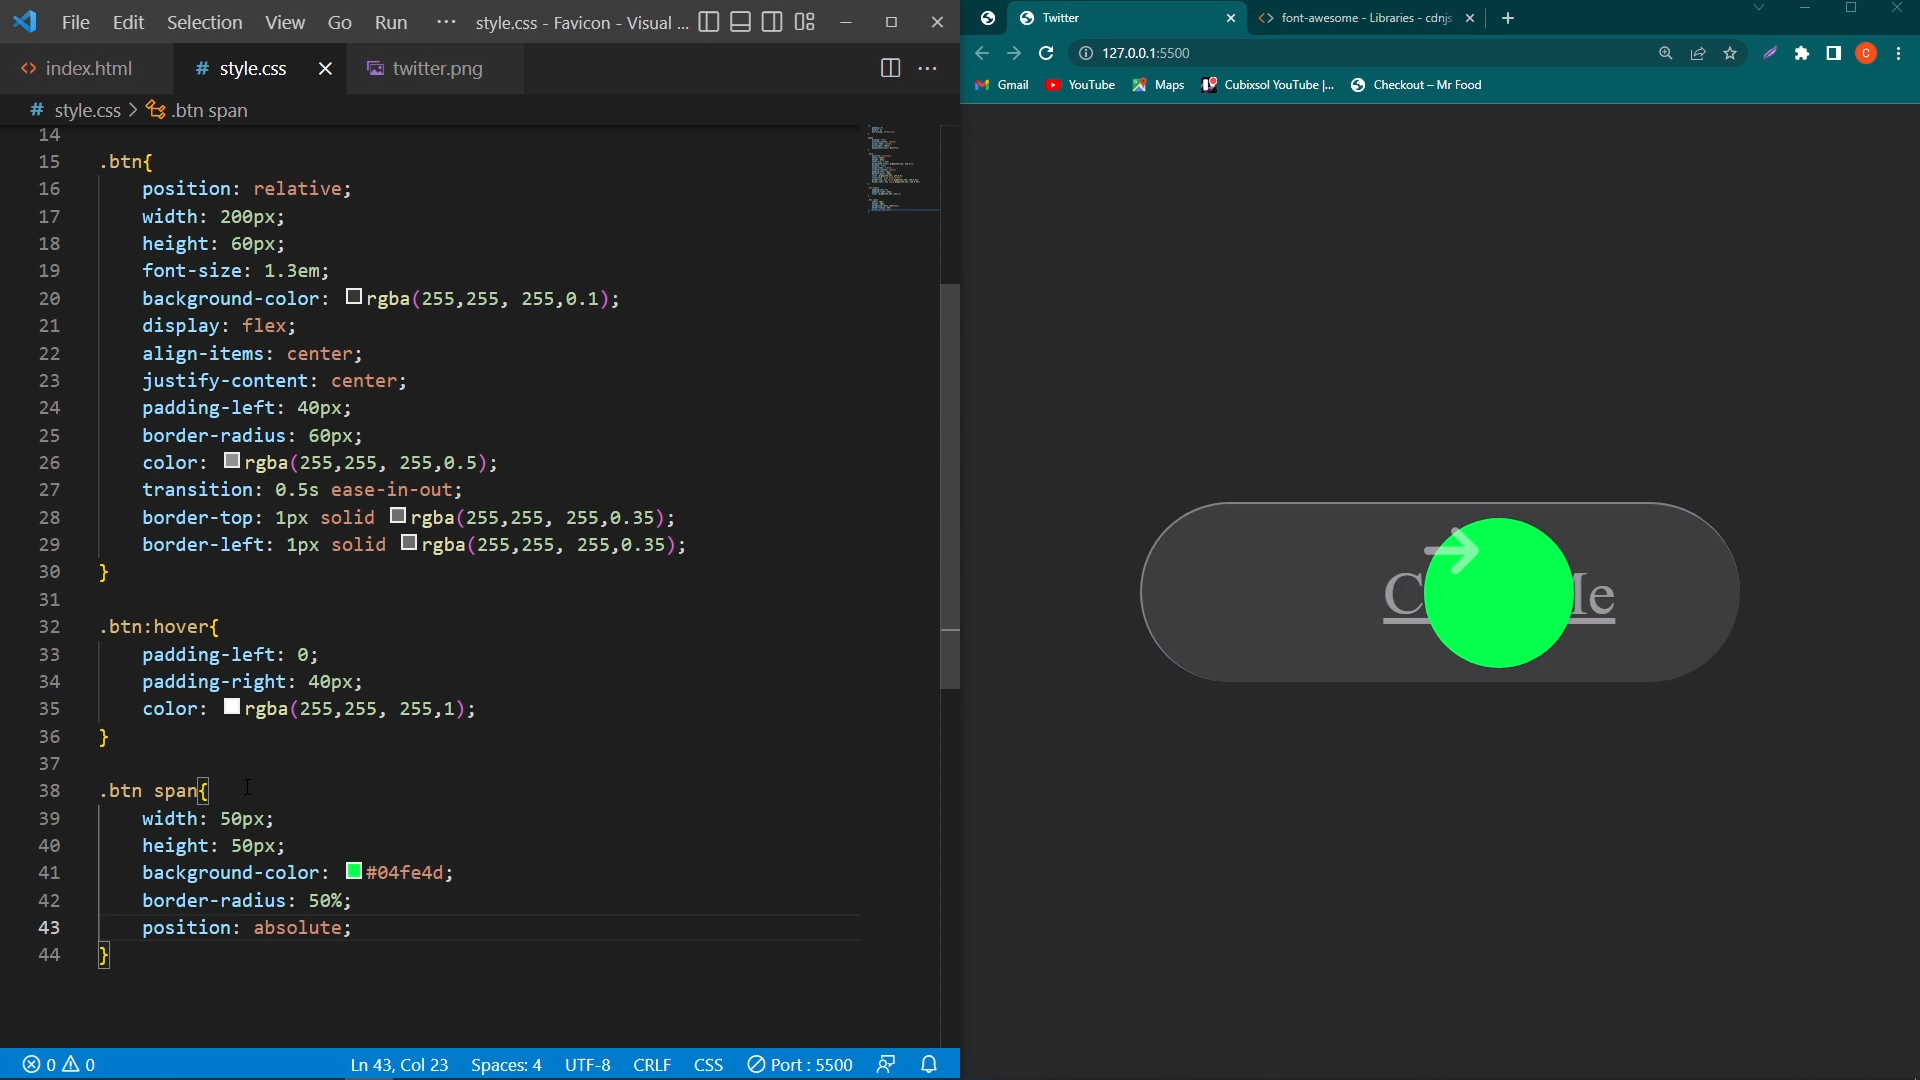 File Edit Selection View Go Run ··· style.css - Favicon - Visual ...
index.html # style.css twitter.png
# style.css > .btn span
14
15 .btn{
16 position: relative;
17 width: 200px;
18 height: 60px;
19 font-size: 1.3em;
20 background-color: rgba(255,255, 255,0.1);
21 display: flex;
22 align-items: center;
23 justify-content: center;
24 padding-left: 40px;
25 border-radius: 60px;
26 color: rgba(255,255, 255,0.5);
27 transition: 0.5s ease-in-out;
28 border-top: 1px solid rgba(255,255, 255,0.35);
29 border-left: 1px solid rgba(255,255, 255,0.35);
30 }
31
32 .btn:hover{
33 padding-left: 0;
34 padding-right: 40px;
35 color: rgba(255,255, 255,1);
36 }
37
38 .btn span{
39 width: 50px;
40 height: 50px;
41 background-color: #04fe4d;
42 border-radius: 50%;
43 position: absolute;
44 }
0 0 Ln 43, Col 23 Spaces: 4 UTF-8 CRLF CSS Port : 5500
Twitter font-awesome - Libraries - cdnjs
127.0.0.1:5500 C
Gmail YouTube Maps Cubixsol YouTube |... Checkout – Mr Food